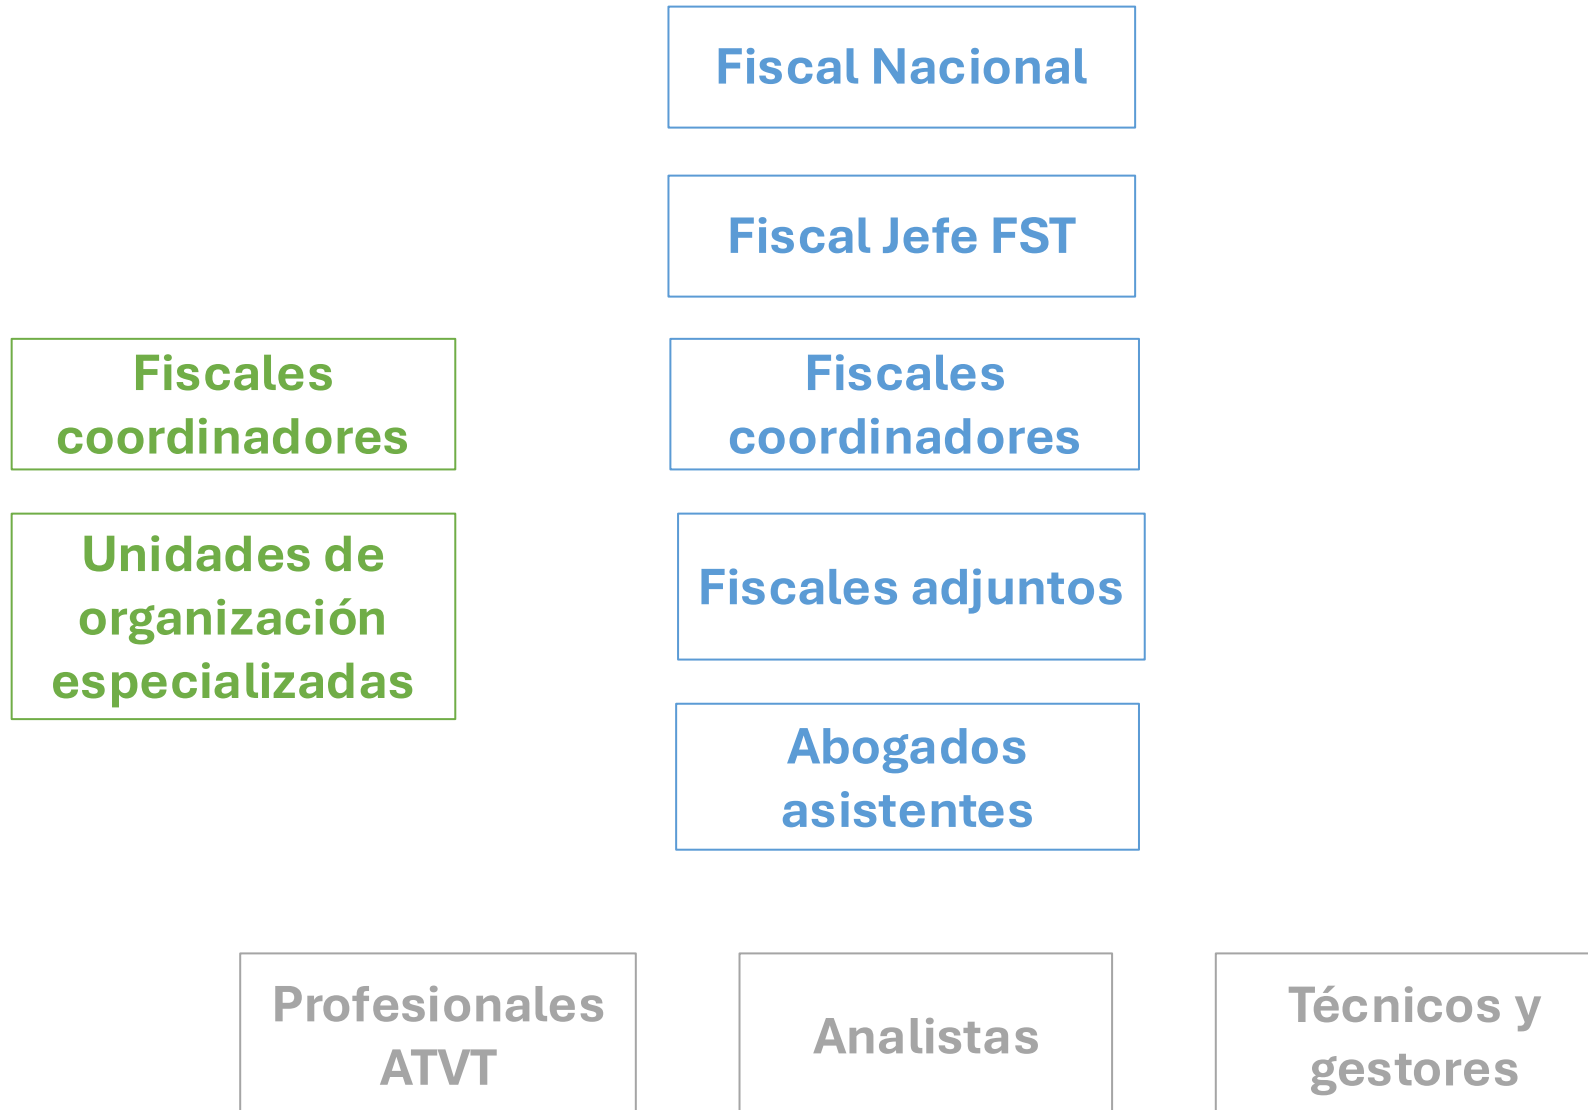 Fiscal Nacional
Fiscal Jefe FST
Fiscales
coordinadores
Fiscales
coordinadores
Unidades de
organización
especializadas
Fiscales adjuntos
Abogados
asistentes
Profesionales
ATVT
Analistas
Técnicos y
gestores